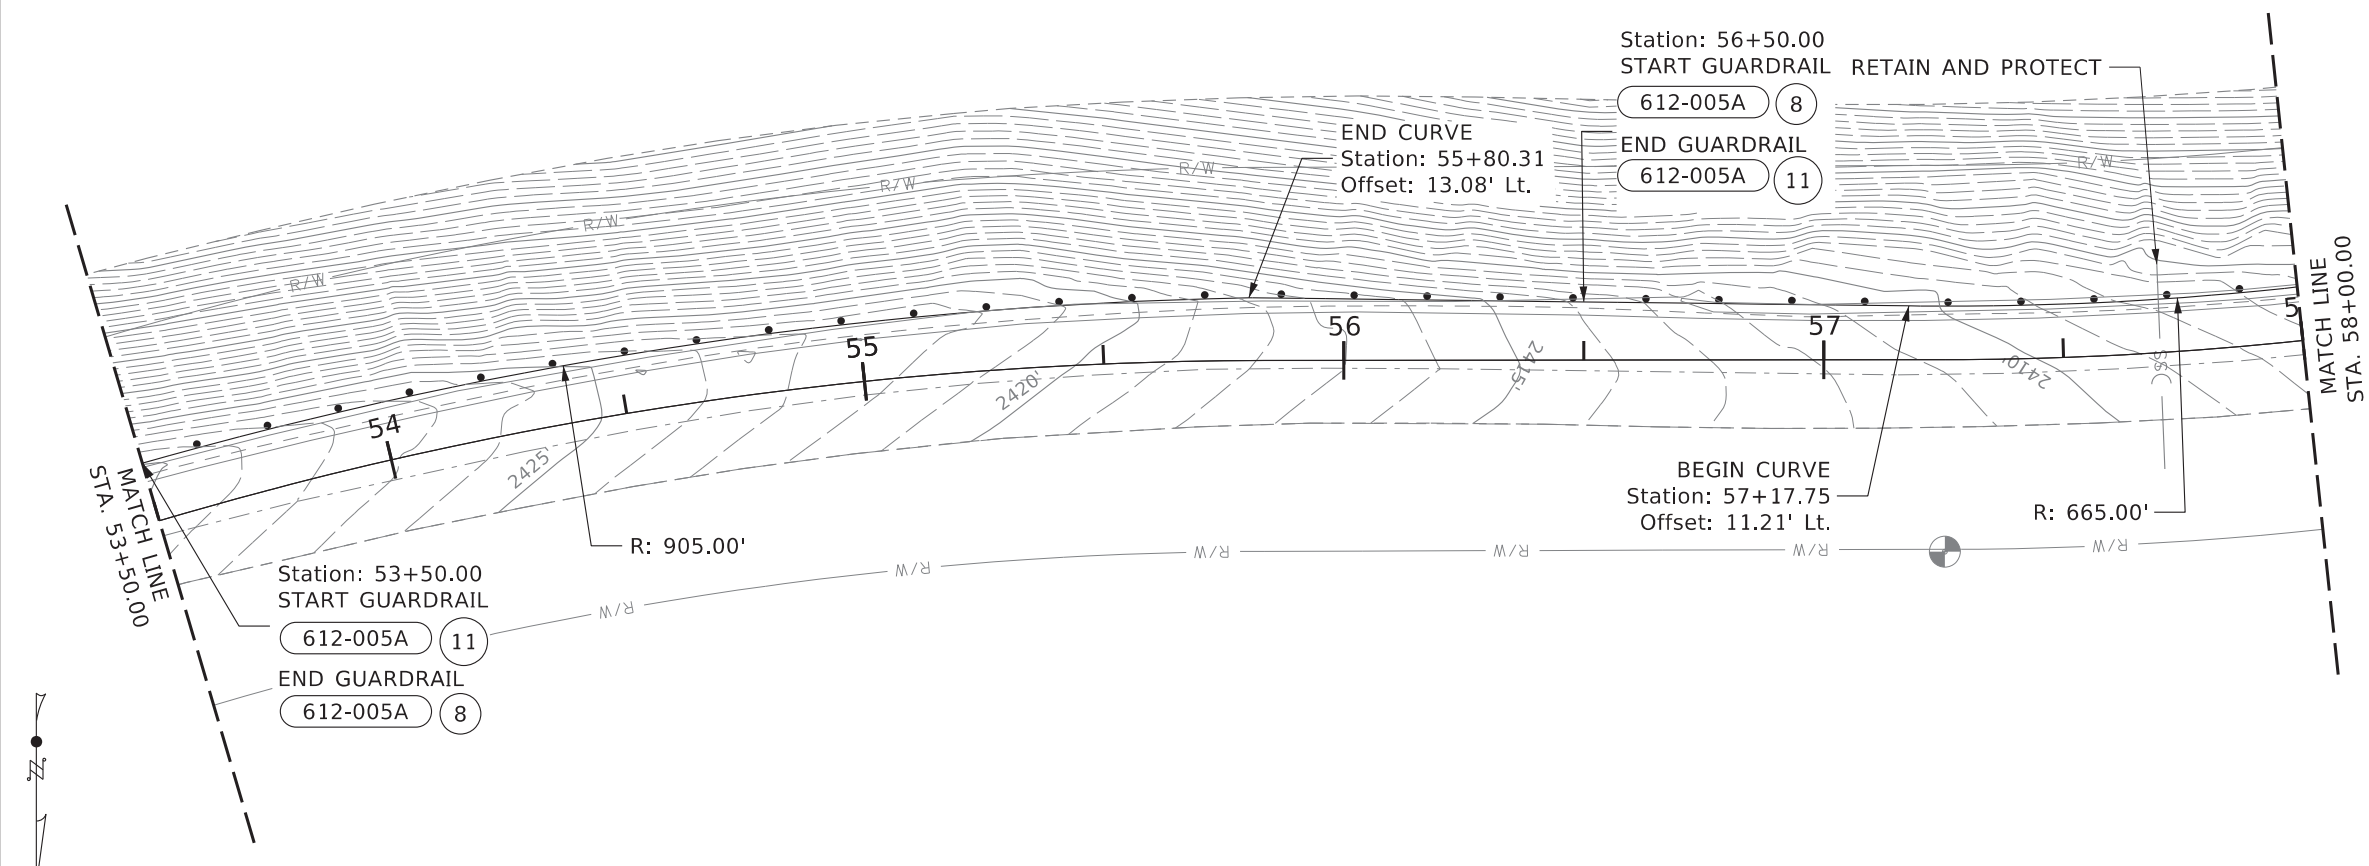 Station: 56+50.00
START GUARDRAIL
612-005A 8
END GUARDRAIL
612-005A 11
RETAIN AND PROTECT
END CURVE
Station: 55+80.31
Offset: 13.08' Lt.
R/W
R/W
R/W
R/W
R/W
54
55
56
57
5
2425'
2420'
2415'
2410'
SS
MATCH LINE
STA. 58+00.00
MATCH LINE
STA. 53+50.00
BEGIN CURVE
Station: 57+17.75
Offset: 11.21' Lt.
R: 665.00'
R: 905.00'
R/W
R/W
R/W
R/W
R/W
R/W
Station: 53+50.00
START GUARDRAIL
612-005A 11
END GUARDRAIL
612-005A 8
N